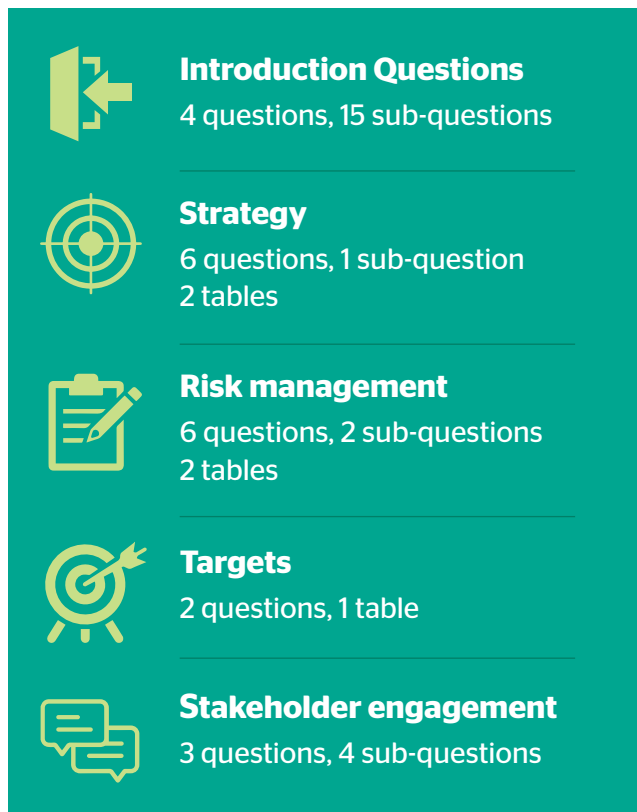 Introduction Questions
4 questions, 15 sub-questions
Strategy
6 questions, 1 sub-question
2 tables
Risk management
6 questions, 2 sub-questions
2 tables
Targets
2 questions, 1 table
Stakeholder engagement
3 questions, 4 sub-questions